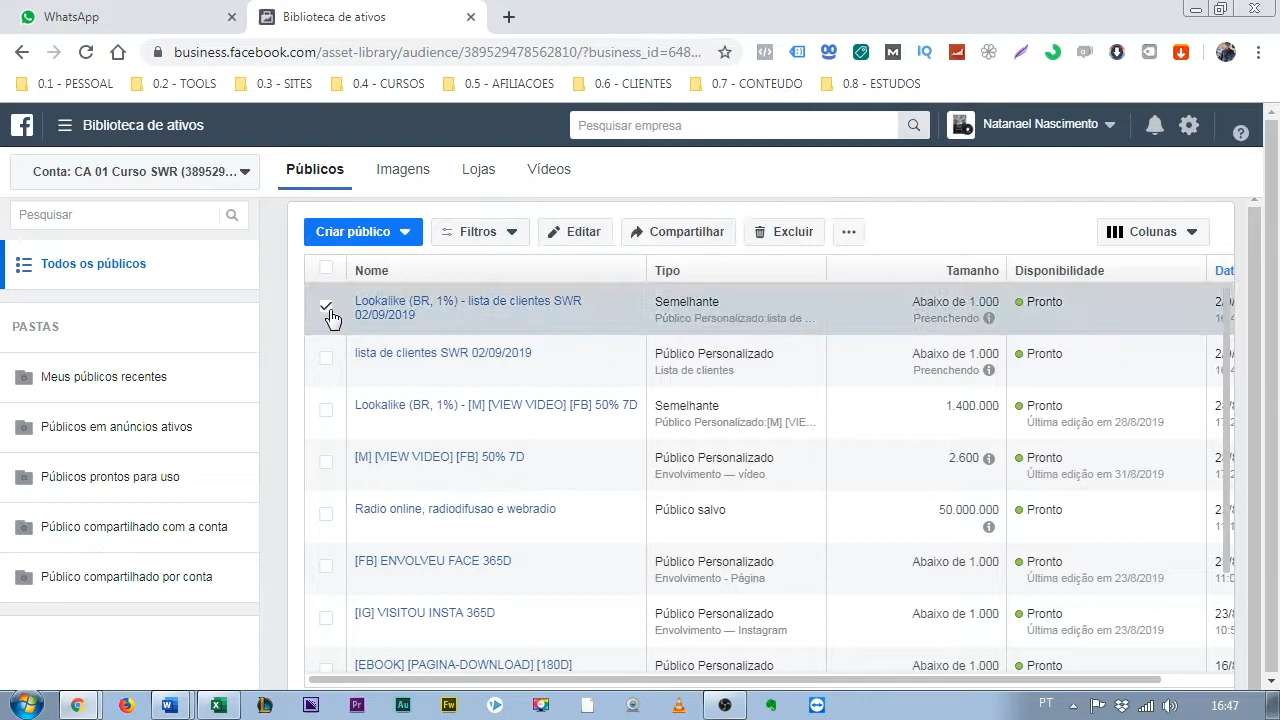 WhatsApp
Biblioteca de ativos
business.facebook.com/asset-library/audience/389529478562810/?business_id=648...
0.1 - PESSOAL
0.2 - TOOLS
0.3 - SITES
0.4 - CURSOS
0.5 - AFILIACOES
0.6 - CLIENTES
0.7 - CONTEUDO
0.8 - ESTUDOS
Biblioteca de ativos
Pesquisar empresa
Natanael Nascimento
Conta: CA 01 Curso SWR (389529...
Públicos
Imagens
Lojas
Vídeos
Pesquisar
Todos os públicos
PASTAS
Meus públicos recentes
Públicos em anúncios ativos
Públicos prontos para uso
Público compartilhado com a conta
Público compartilhado por conta
Criar público
Filtros
Editar
Compartilhar
Excluir
Colunas
Nome
Tipo
Tamanho
Disponibilidade
Dat
Lookalike (BR, 1%) - lista de clientes SWR
02/09/2019
Semelhante
Público Personalizado:lista de ...
Abaixo de 1.000
Preenchendo
Pronto
lista de clientes SWR 02/09/2019
Público Personalizado
Lista de clientes
Abaixo de 1.000
Preenchendo
Pronto
Lookalike (BR, 1%) - [M] [VIEW VIDEO] [FB] 50% 7D
Semelhante
Público Personalizado:[M] [VIE...
1.400.000
Pronto
Última edição em 28/8/2019
[M] [VIEW VIDEO] [FB] 50% 7D
Público Personalizado
Envolvimento — vídeo
2.600
Pronto
Última edição em 31/8/2019
Radio online, radiodifusao e webradio
Público salvo
50.000.000
Pronto
[FB] ENVOLVEU FACE 365D
Público Personalizado
Envolvimento - Página
Abaixo de 1.000
Pronto
Última edição em 23/8/2019
[IG] VISITOU INSTA 365D
Público Personalizado
Envolvimento — Instagram
Abaixo de 1.000
Pronto
Última edição em 23/8/2019
[EBOOK] [PAGINA-DOWNLOAD] [180D]
Público Personalizado
Abaixo de 1.000
Pronto
16/8
PT
16:47